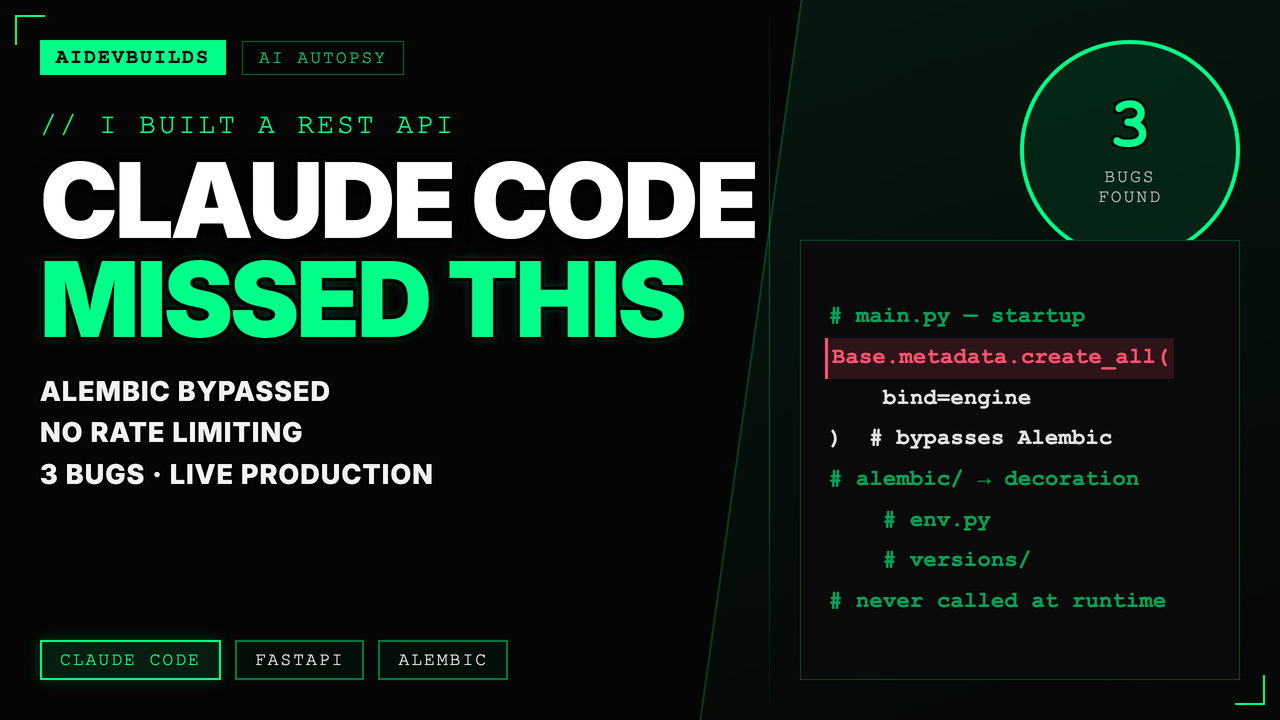 AIDEVBUILDS
AI AUTOPSY
// I BUILT A REST API
CLAUDE CODE
MISSED THIS
ALEMBIC BYPASSED
NO RATE LIMITING
3 BUGS · LIVE PRODUCTION
CLAUDE CODE
FASTAPI
ALEMBIC
3
BUGS
FOUND
# main.py — startup
Base.metadata.create_all(
    bind=engine
)  # bypasses Alembic
# alembic/ → decoration
    # env.py
    # versions/
# never called at runtime